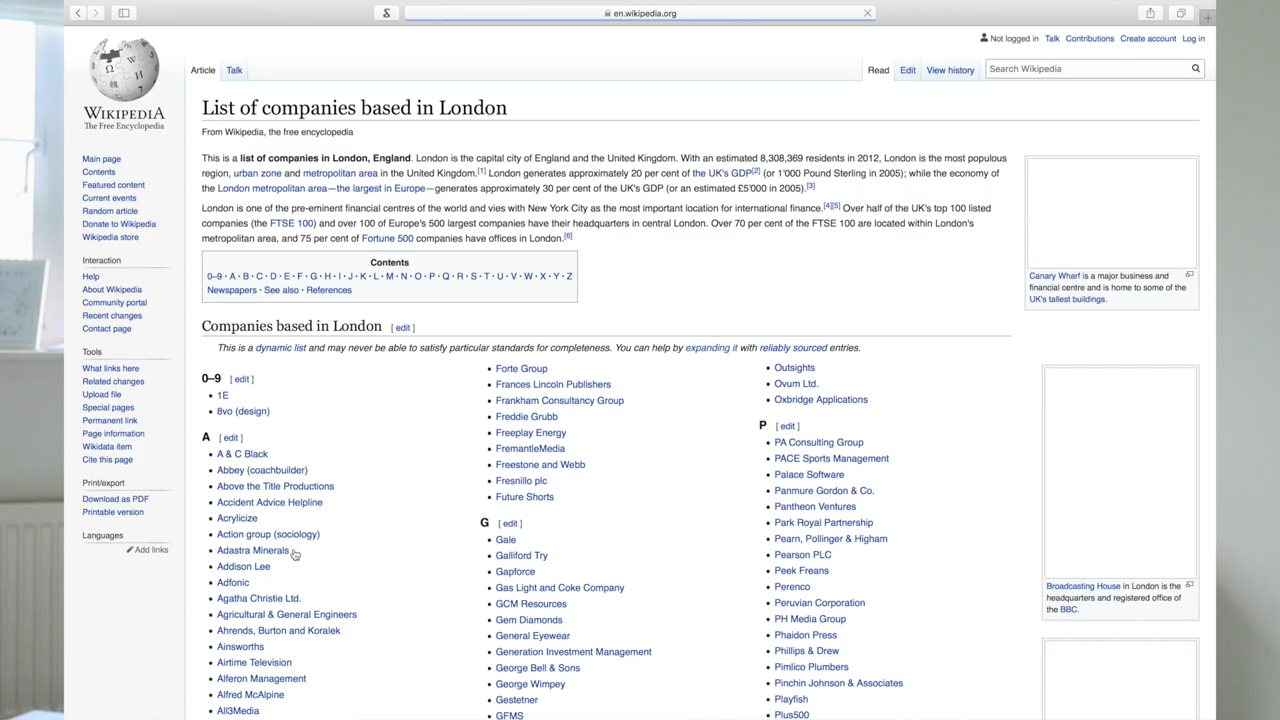 en.wikipedia.org
Not logged in Talk Contributions Create account Log in
Article Talk Read Edit View history Search Wikipedia
WIKIPEDIA
The Free Encyclopedia
Main page
Contents
Featured content
Current events
Random article
Donate to Wikipedia
Wikipedia store
Interaction
Help
About Wikipedia
Community portal
Recent changes
Contact page
Tools
What links here
Related changes
Upload file
Special pages
Permanent link
Page information
Wikidata item
Cite this page
Print/export
Download as PDF
Printable version
Languages
Add links
List of companies based in London
From Wikipedia, the free encyclopedia
This is a list of companies in London, England. London is the capital city of England and the United Kingdom. With an estimated 8,308,369 residents in 2012, London is the most populous
region, urban zone and metropolitan area in the United Kingdom.[1] London generates approximately 20 per cent of the UK's GDP[2] (or 1'000 Pound Sterling in 2005); while the economy of
the London metropolitan area—the largest in Europe—generates approximately 30 per cent of the UK's GDP (or an estimated £5'000 in 2005).[3]
London is one of the pre-eminent financial centres of the world and vies with New York City as the most important location for international finance.[4][5] Over half of the UK's top 100 listed
companies (the FTSE 100) and over 100 of Europe's 500 largest companies have their headquarters in central London. Over 70 per cent of the FTSE 100 are located within London's
metropolitan area, and 75 per cent of Fortune 500 companies have offices in London.[6]
Contents
0–9 · A · B · C · D · E · F · G · H · I · J · K · L · M · N · O · P · Q · R · S · T · U · V · W · X · Y · Z
Newspapers · See also · References
Companies based in London [ edit ]
This is a dynamic list and may never be able to satisfy particular standards for completeness. You can help by expanding it with reliably sourced entries.
0–9 [ edit ]
1E
8vo (design)
A [ edit ]
A & C Black
Abbey (coachbuilder)
Above the Title Productions
Accident Advice Helpline
Acrylicize
Action group (sociology)
Adastra Minerals
Addison Lee
Adfonic
Agatha Christie Ltd.
Agricultural & General Engineers
Ahrends, Burton and Koralek
Ainsworths
Airtime Television
Alferon Management
Alfred McAlpine
All3Media
Forte Group
Frances Lincoln Publishers
Frankham Consultancy Group
Freddie Grubb
Freeplay Energy
FremantleMedia
Freestone and Webb
Fresnillo plc
Future Shorts
G [ edit ]
Gale
Galliford Try
Gapforce
Gas Light and Coke Company
GCM Resources
Gem Diamonds
General Eyewear
Generation Investment Management
George Bell & Sons
George Wimpey
Gestetner
GFMS
Outsights
Ovum Ltd.
Oxbridge Applications
P [ edit ]
PA Consulting Group
PACE Sports Management
Palace Software
Panmure Gordon & Co.
Pantheon Ventures
Park Royal Partnership
Pearn, Pollinger & Higham
Pearson PLC
Peek Freans
Perenco
Peruvian Corporation
PH Media Group
Phaidon Press
Phillips & Drew
Pimlico Plumbers
Pinchin Johnson & Associates
Playfish
Plus500
Canary Wharf is a major business and
financial centre and is home to some of the
UK's tallest buildings.
Broadcasting House in London is the
headquarters and registered office of
the BBC.